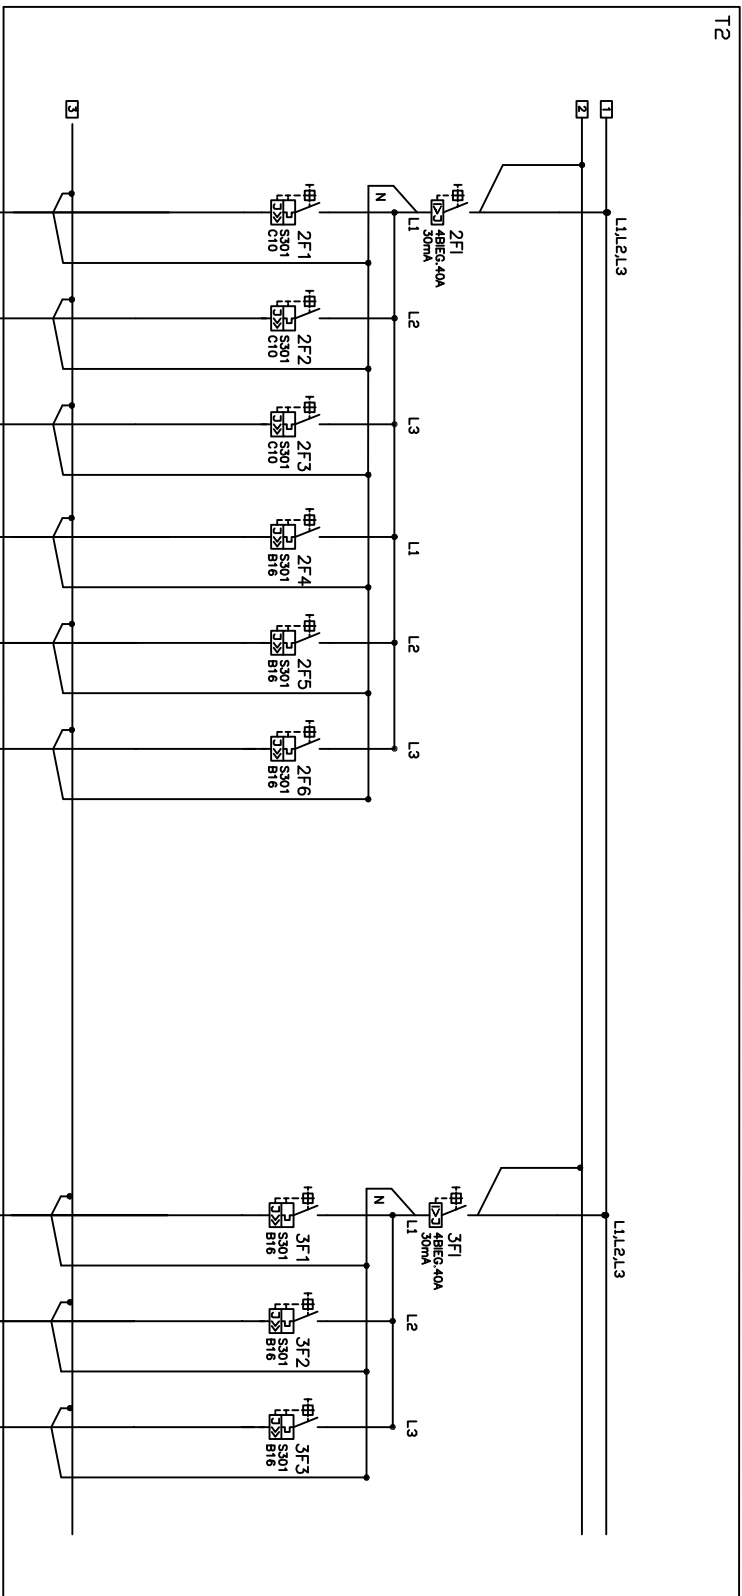 T2
1
2
3
L1,L2,L3
2FI
4BIEG.40A
30mA
N
L1
L2
L3
L1
L2
L3
2F1
S301
C10
2F2
S301
C10
2F3
S301
C10
2F4
S301
B16
2F5
S301
B16
2F6
S301
B16
L1,L2,L3
3FI
4BIEG.40A
30mA
N
L1
L2
L3
3F1
S301
B16
3F2
S301
B16
3F3
S301
B16